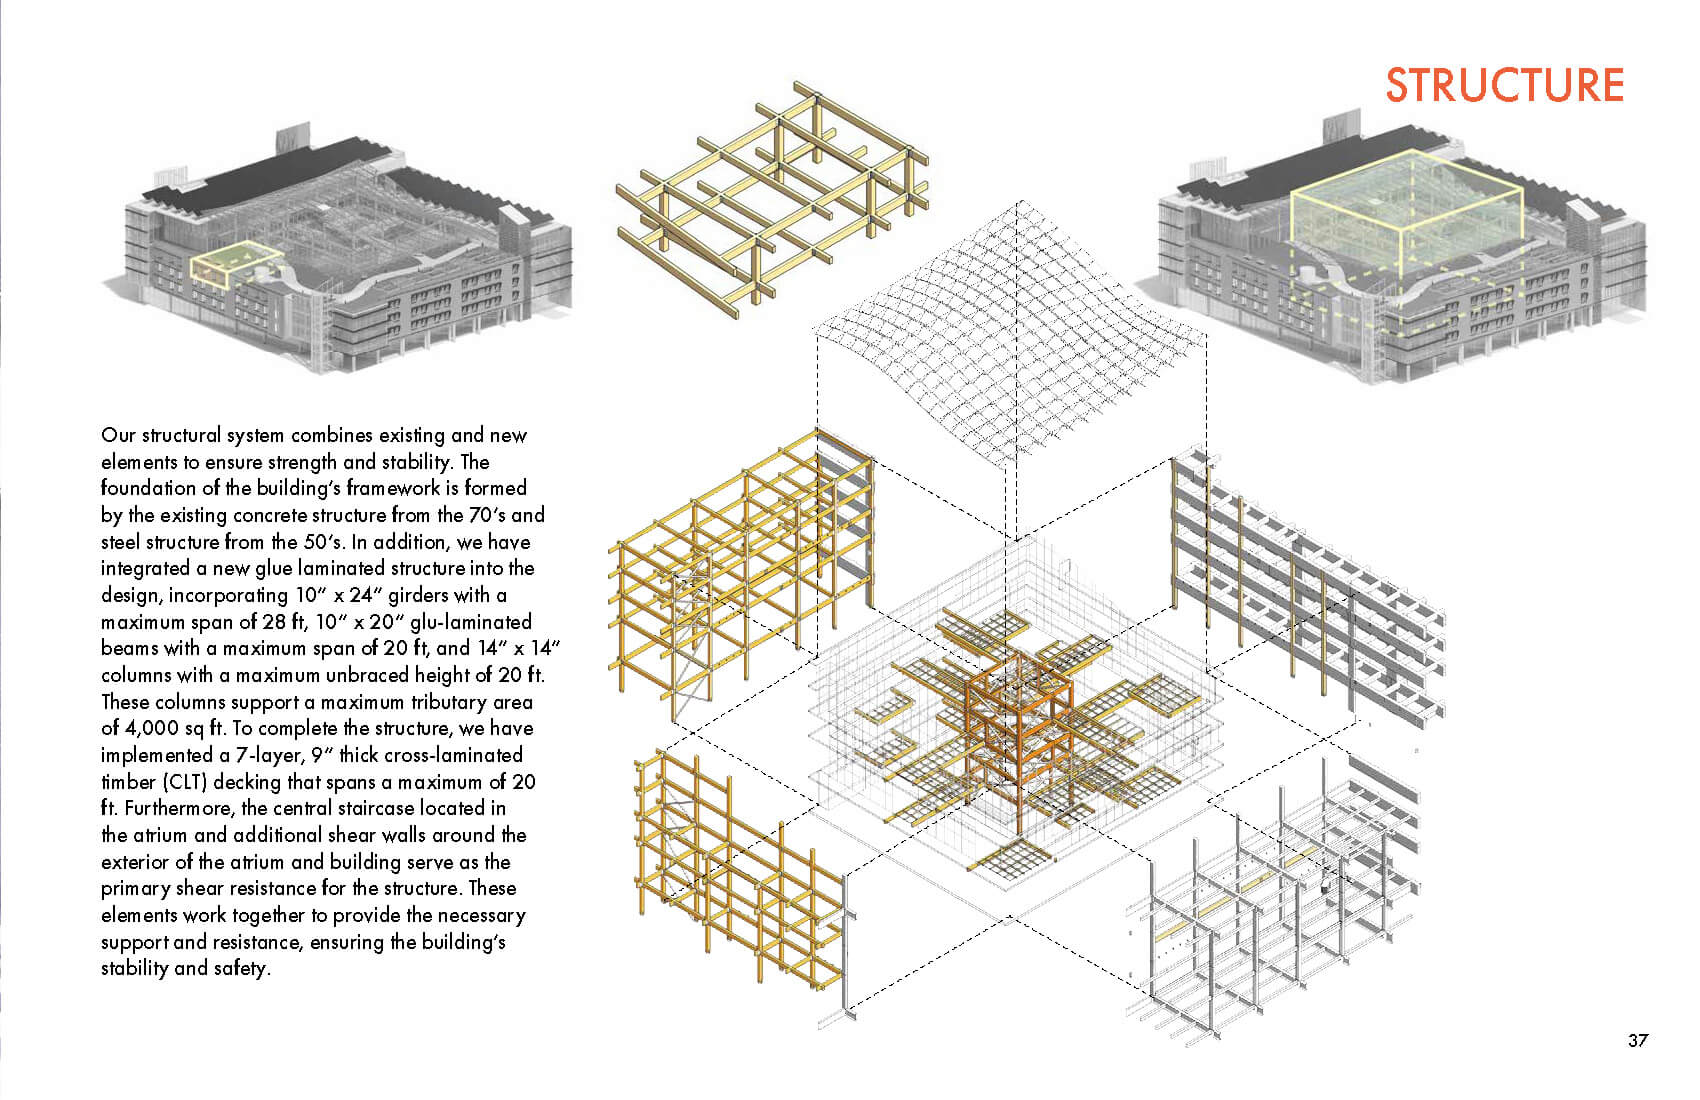 STRUCTURE
Our structural system combines existing and new
elements to ensure strength and stability. The
foundation of the building's framework is formed
by the existing concrete structure from the 70's and
steel structure from the 50's. In addition, we have
integrated a new glue laminated structure into the
design, incorporating 10" x 24" girders with a
maximum span of 28 ft, 10" x 20" glu-laminated
beams with a maximum span of 20 ft, and 14" x 14"
columns with a maximum unbraced height of 20 ft.
These columns support a maximum tributary area
of 4,000 sq ft. To complete the structure, we have
implemented a 7-layer, 9" thick cross-laminated
timber (CLT) decking that spans a maximum of 20
ft. Furthermore, the central staircase located in
the atrium and additional shear walls around the
exterior of the atrium and building serve as the
primary shear resistance for the structure. These
elements work together to provide the necessary
support and resistance, ensuring the building's
stability and safety.
37